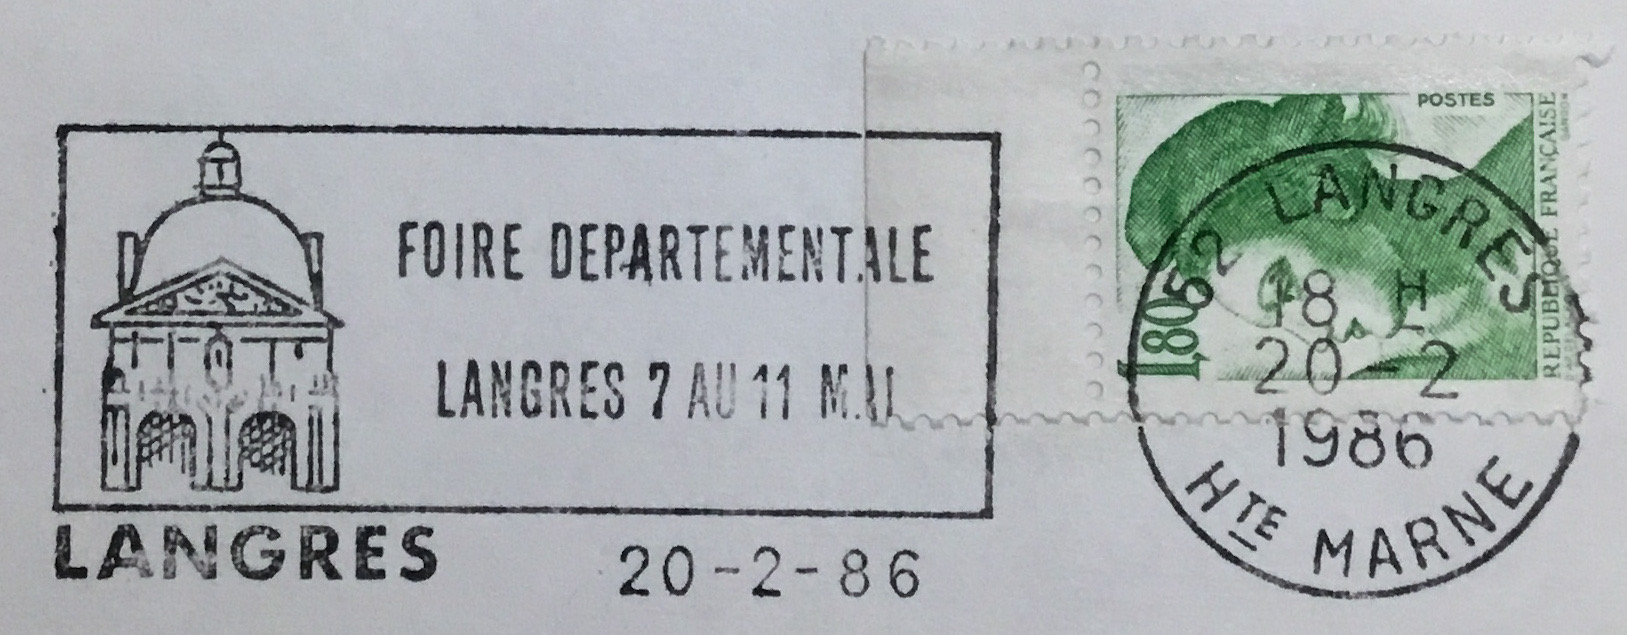 FOIRE DEPARTEMENTALE
LANGRES 7 AU 11 MAI
LANGRES 20-2-86
POSTES
RÉPUBLIQUE FRANÇAISE
1,80
52 LANGRES
18 H
20-2
1986
HTE MARNE